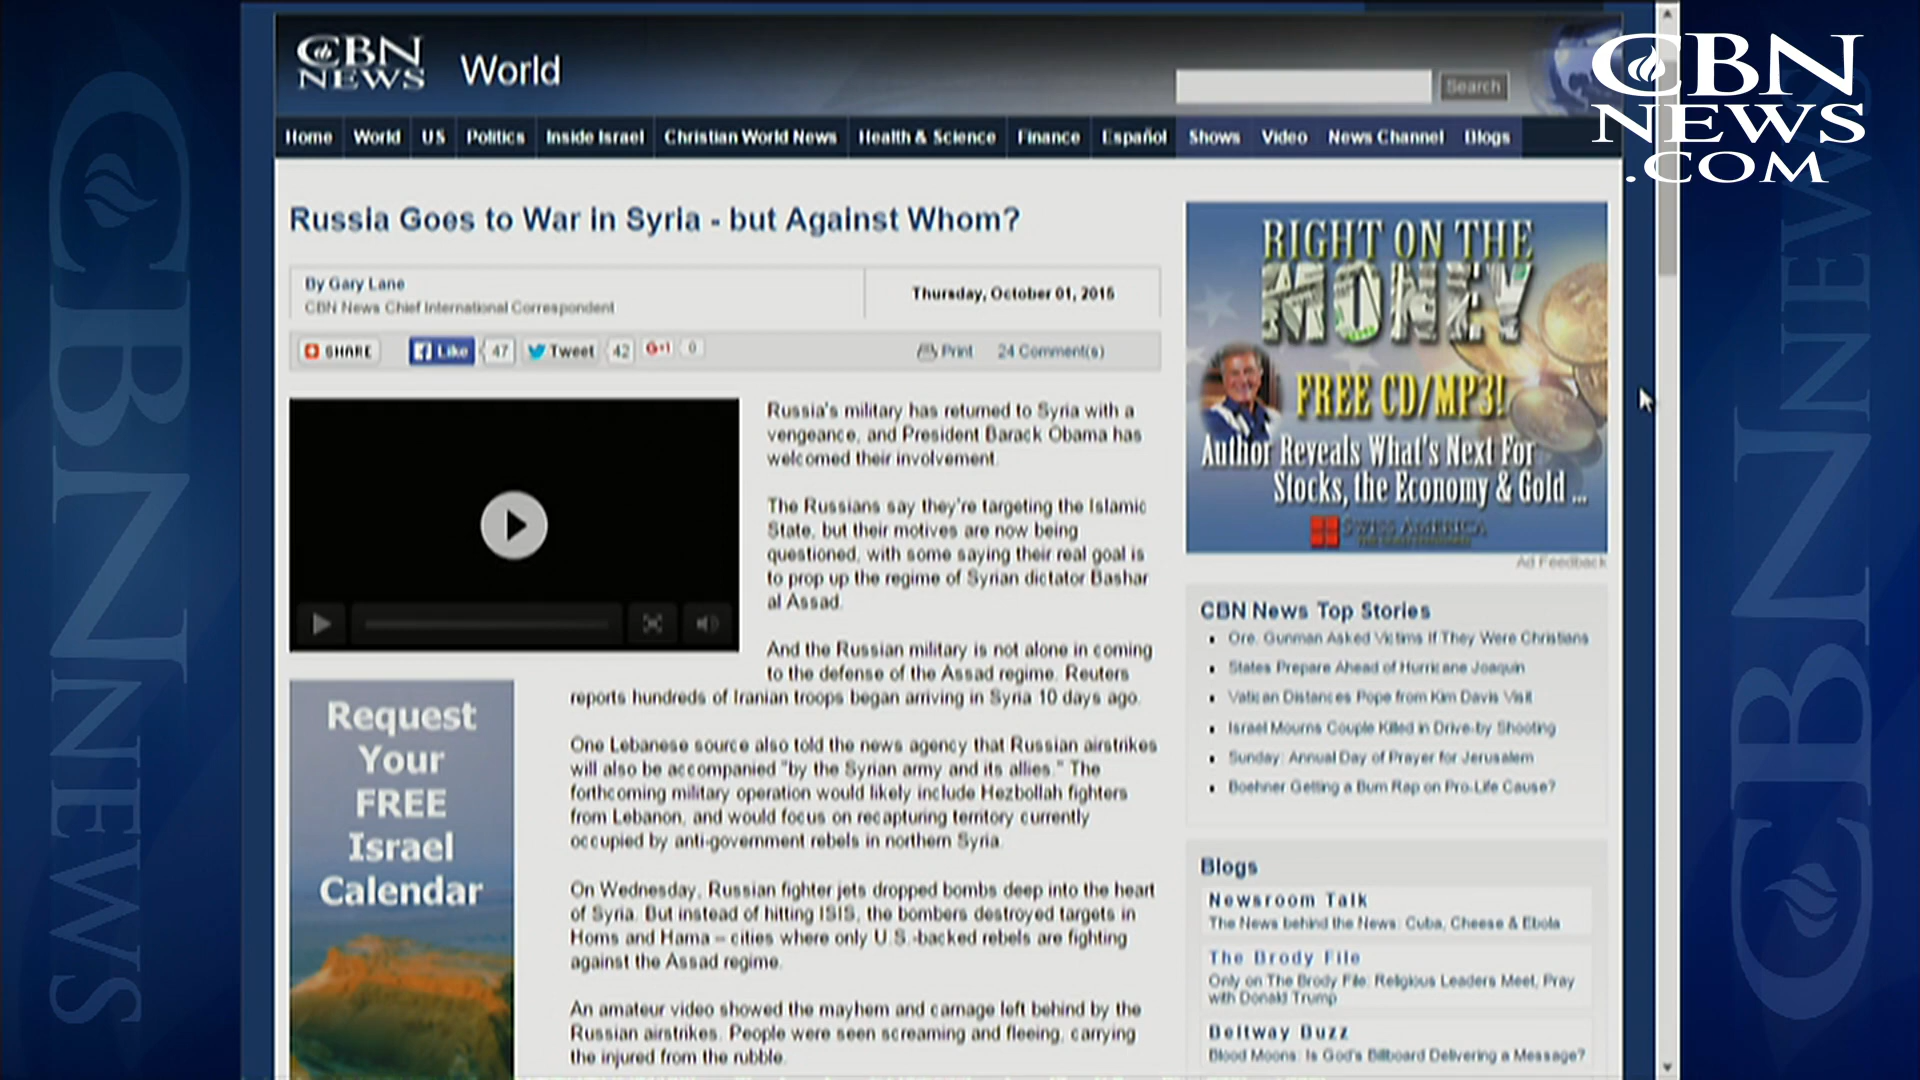 CBN
NEWS
World
Search
CBN
NEWS
.COM
Home World US Politics Inside Israel Christian World News Health & Science Finance Español Shows Video News Channel Blogs
Russia Goes to War in Syria - but Against Whom?
By Gary Lane
CBN News Chief International Correspondent
Thursday, October 01, 2015
SHARE Like 47 Tweet 42 G+1 0 Print 24 Comment(s)
Russia's military has returned to Syria with a
vengeance, and President Barack Obama has
welcomed their involvement.
The Russians say they're targeting the Islamic
State, but their motives are now being
questioned, with some saying their real goal is
to prop up the regime of Syrian dictator Bashar
al Assad.
And the Russian military is not alone in coming
to the defense of the Assad regime. Reuters
reports hundreds of Iranian troops began arriving in Syria 10 days ago.
One Lebanese source also told the news agency that Russian airstrikes
will also be accompanied "by the Syrian army and its allies." The
forthcoming military operation would likely include Hezbollah fighters
from Lebanon, and would focus on recapturing territory currently
occupied by anti-government rebels in northern Syria.
On Wednesday, Russian fighter jets dropped bombs deep into the heart
of Syria. But instead of hitting ISIS, the bombers destroyed targets in
Homs and Hama – cities where only U.S.-backed rebels are fighting
against the Assad regime.
An amateur video showed the mayhem and carnage left behind by the
Russian airstrikes. People were seen screaming and fleeing, carrying
the injured from the rubble.
Request
Your
FREE
Israel
Calendar
RIGHT ON THE
MONEY
FREE CD/MP3!
Author Reveals What's Next For
Stocks, the Economy & Gold ...
SWISS AMERICA
Ad Feedback
CBN News Top Stories
Ore. Gunman Asked Victims If They Were Christians
States Prepare Ahead of Hurricane Joaquin
Vatican Distances Pope from Kim Davis Visit
Israel Mourns Couple Killed in Drive-by Shooting
Sunday: Annual Day of Prayer for Jerusalem
Boehner Getting a Bum Rap on Pro-Life Cause?
Blogs
Newsroom Talk
The News behind the News: Cuba, Cheese & Ebola
The Brody File
Only on The Brody File: Religious Leaders Meet, Pray
with Donald Trump
Beltway Buzz
Blood Moons: Is God's Billboard Delivering a Message?
CBN NEWS
CBN NEWS